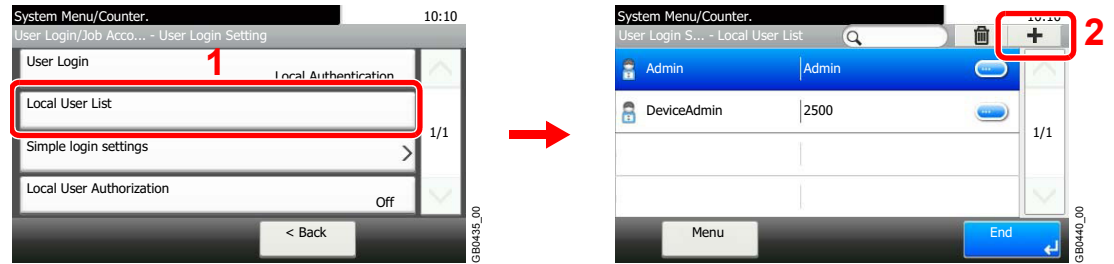 System Menu/Counter.
10:10
User Login/Job Acco... - User Login Setting
1
User Login
Local Authentication
Local User List
1/1
Simple login settings
Local User Authorization
Off
< Back
GB0435_00
System Menu/Counter.
10:10
User Login S... - Local User List
2
Admin
Admin
DeviceAdmin
2500
1/1
Menu
End
GB0440_00